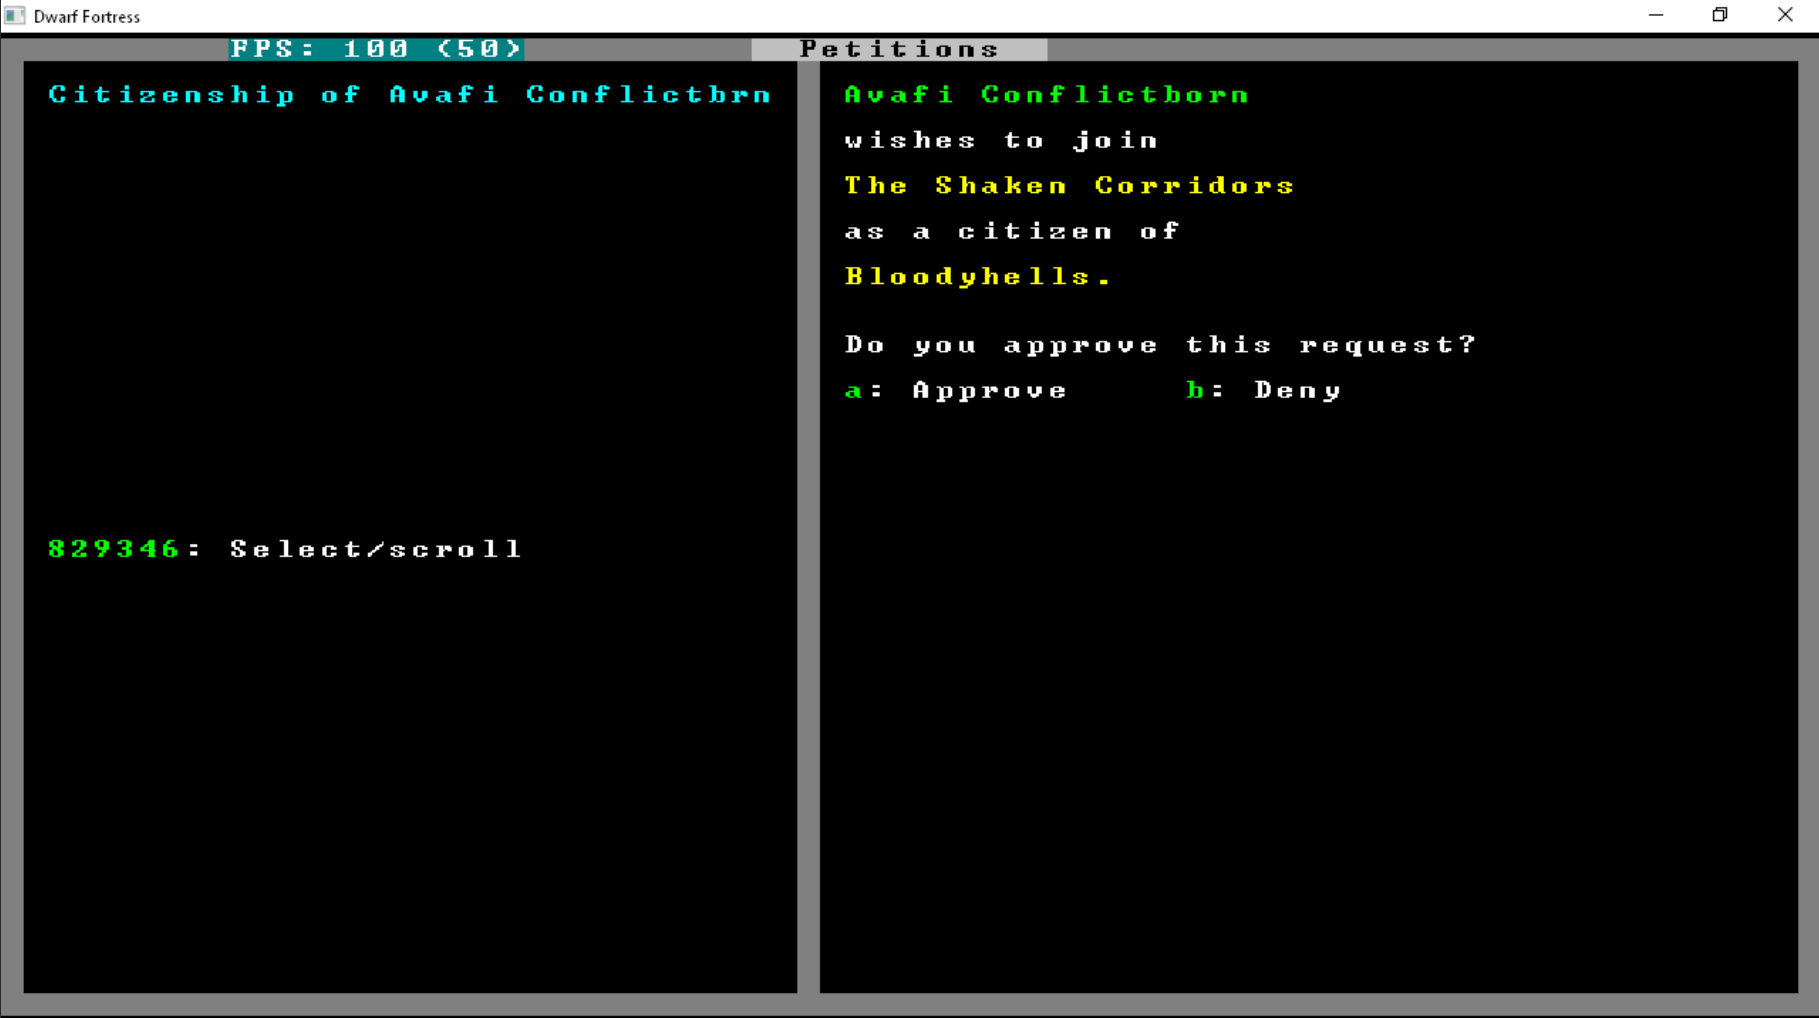 Dwarf Fortress
FPS: 100 (50)
Petitions
Citizenship of Avafi Conflictbrn
829346: Select/scroll
Avafi Conflictborn
wishes to join
The Shaken Corridors
as a citizen of
Bloodyhells.
Do you approve this request?
a: Approve b: Deny